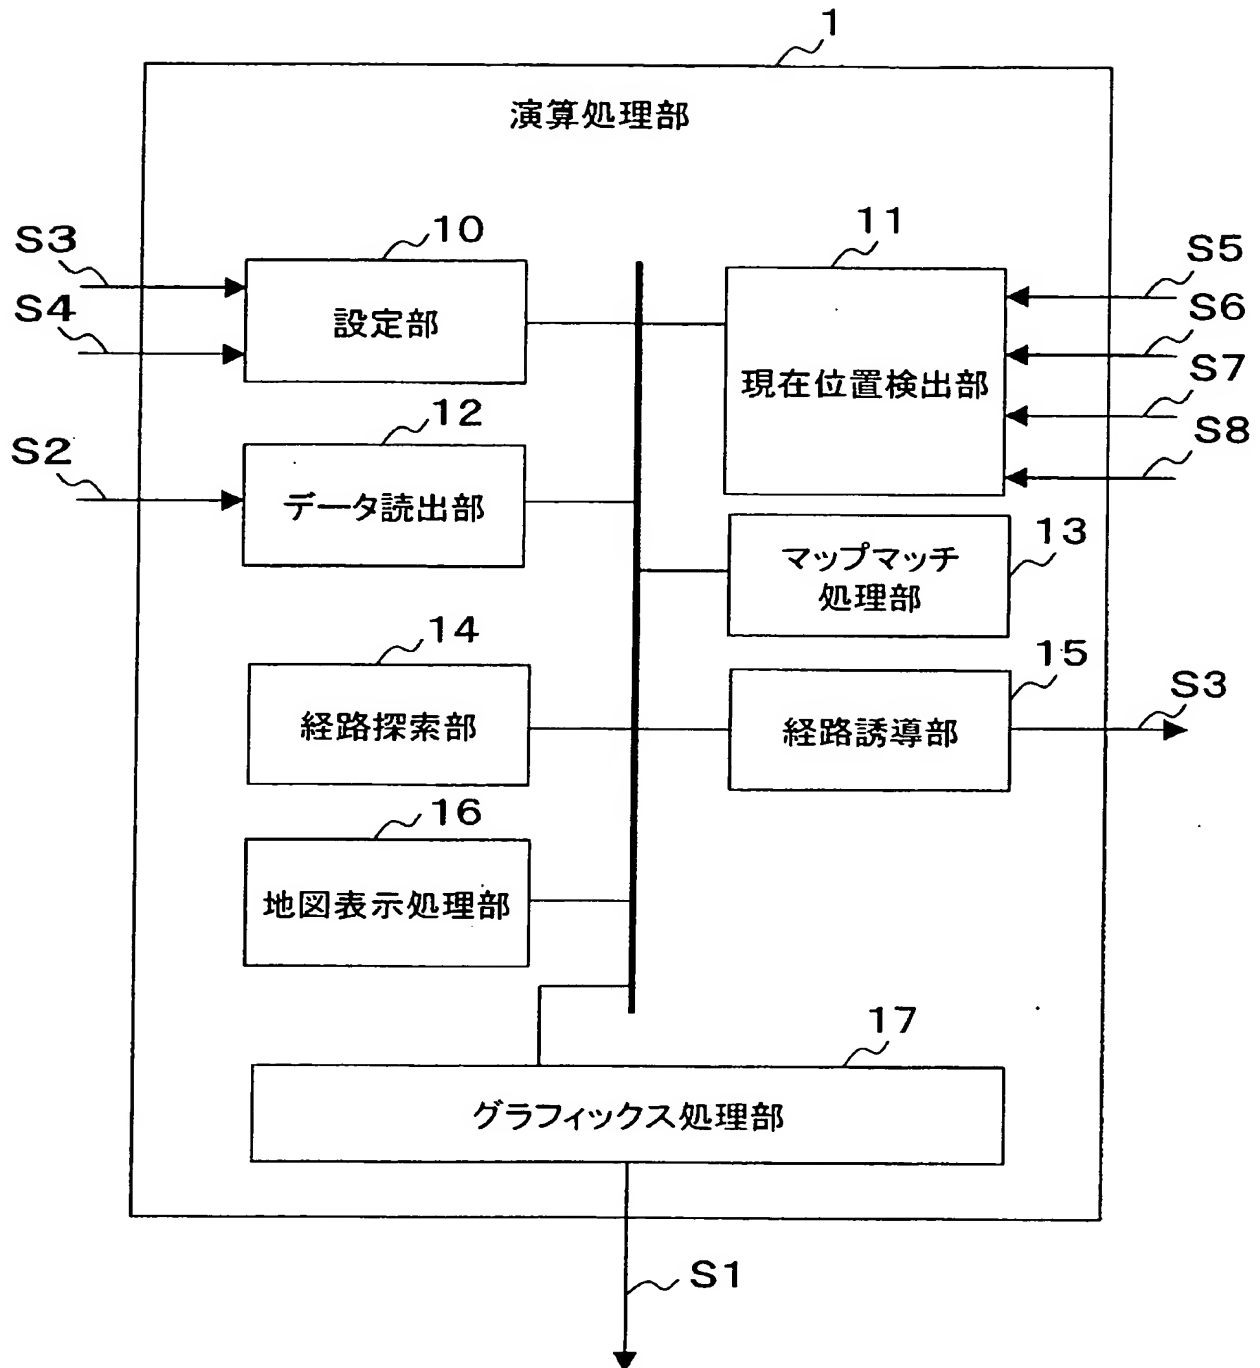 1
演算処理部
10
11
S3
S4
設定部
現在位置検出部
S5
S6
S7
S8
12
S2
データ読出部
マップマッチ
処理部
13
14
経路探索部
15
経路誘導部
S3
16
地図表示処理部
17
グラフィックス処理部
S1